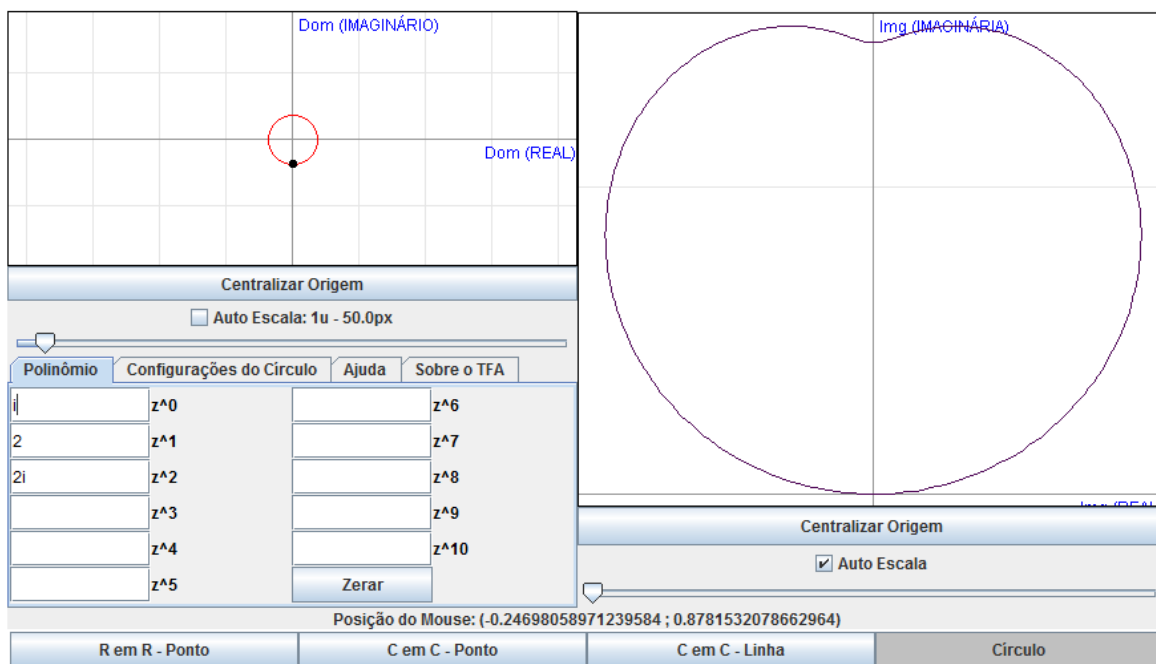 Dom (IMAGINÁRIO)
Dom (REAL)
Img (IMAGINÁRIA)
Centralizar Origem
Auto Escala: 1u - 50.0px
Polinômio Configurações do Círculo Ajuda Sobre o TFA
i z^0 z^6
2 z^1 z^7
2i z^2 z^8
z^3 z^9
z^4 z^10
z^5 Zerar
Centralizar Origem
Auto Escala
Posição do Mouse: (-0.24698058971239584 ; 0.8781532078662964)
R em R - Ponto C em C - Ponto C em C - Linha Círculo